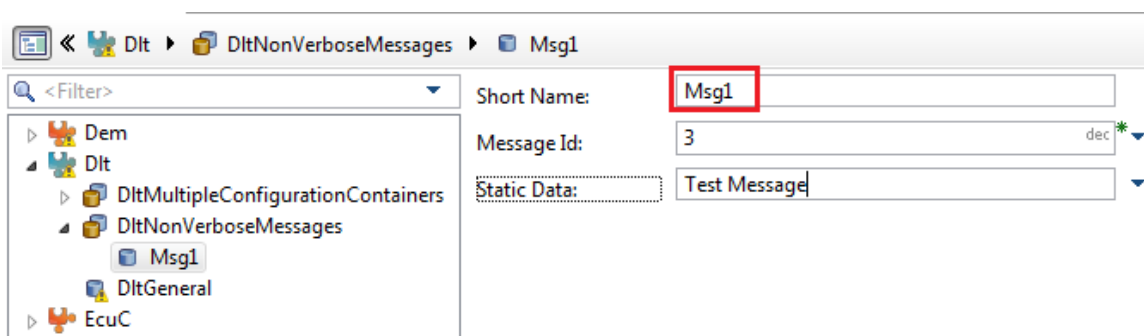 Dlt DltNonVerboseMessages Msg1
<Filter>
Short Name: Msg1
Message Id: 3 dec
Static Data: Test Message
Dem
Dlt
DltMultipleConfigurationContainers
DltNonVerboseMessages
Msg1
DltGeneral
EcuC